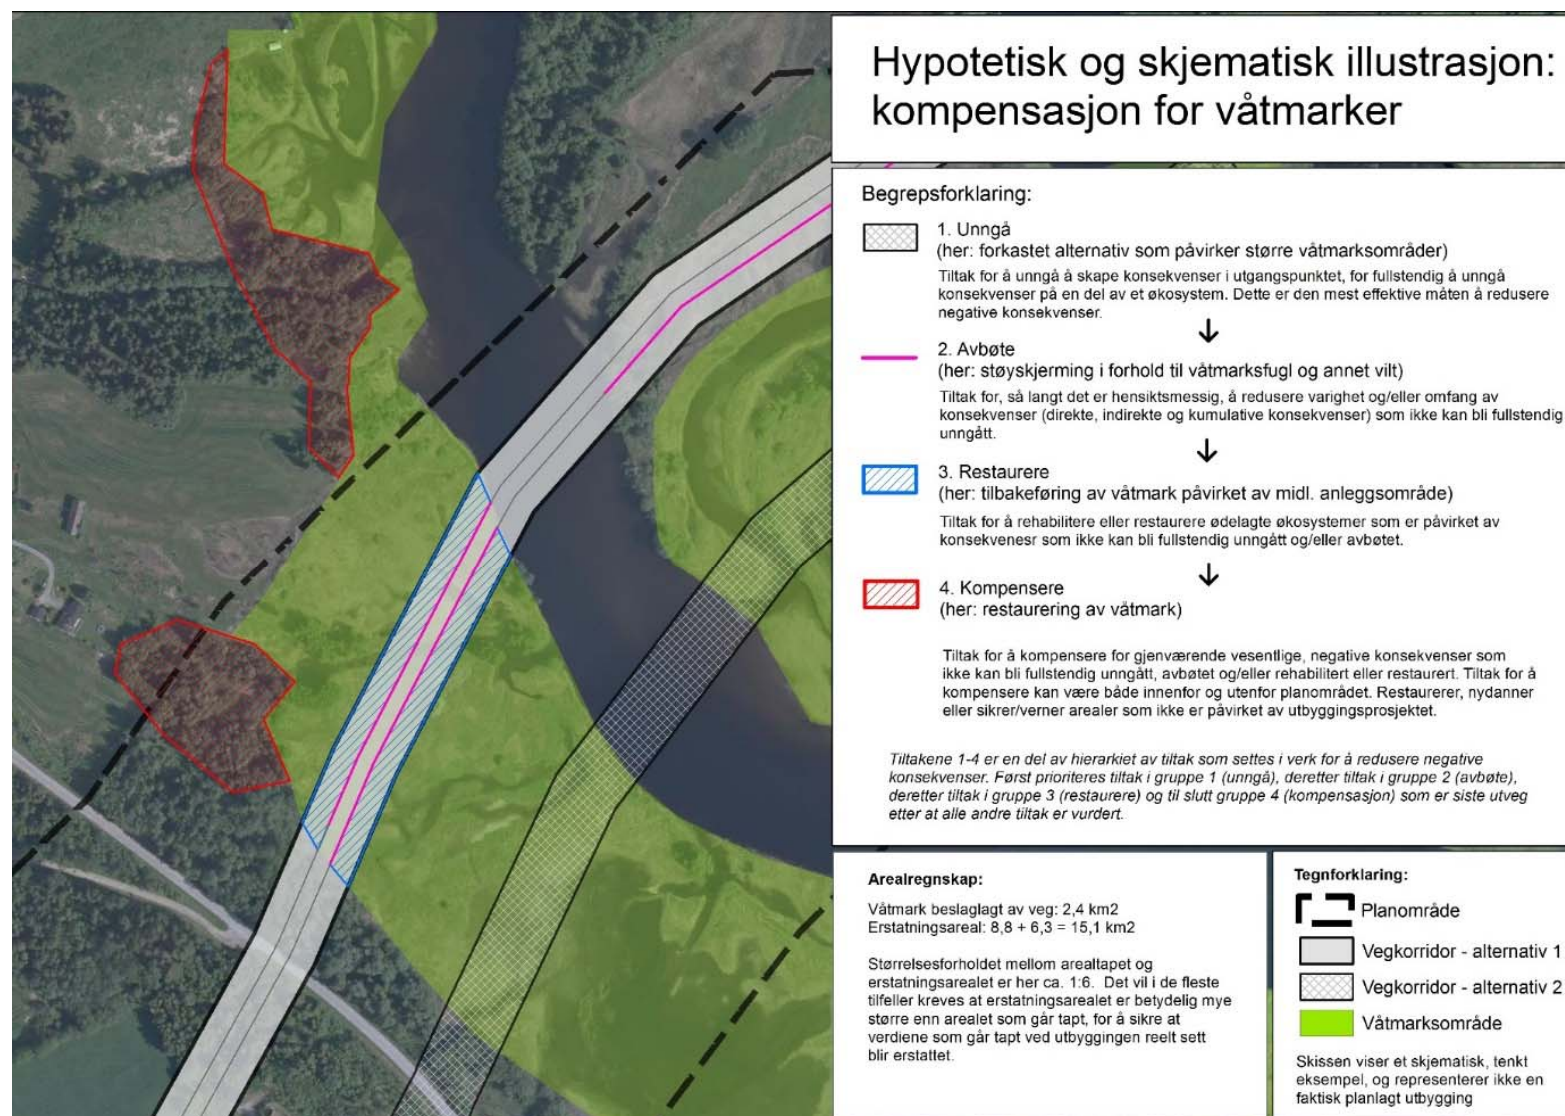 Hypotetisk og skjematisk illustrasjon:
kompensasjon for våtmarker
Begrepsforklaring:
1. Unngå
(her: forkastet alternativ som påvirker større våtmarksområder)
Tiltak for å unngå å skape konsekvenser i utgangspunktet, for fullstendig å unngå
konsekvenser på en del av et økosystem. Dette er den mest effektive måten å redusere
negative konsekvenser.
2. Avbøte
(her: støyskjerming i forhold til våtmarksfugl og annet vilt)
Tiltak for, så langt det er hensiktsmessig, å redusere varighet og/eller omfang av
konsekvenser (direkte, indirekte og kumulative konsekvenser) som ikke kan bli fullstendig
unngått.
3. Restaurere
(her: tilbakeføring av våtmark påvirket av midl. anleggsområde)
Tiltak for å rehabilitere eller restaurere ødelagte økosystemer som er påvirket av
konsekvenesr som ikke kan bli fullstendig unngått og/eller avbøtet.
4. Kompensere
(her: restaurering av våtmark)
Tiltak for å kompensere for gjenværende vesentlige, negative konsekvenser som
ikke kan bli fullstendig unngått, avbøtet og/eller rehabilitert eller restaurert. Tiltak for å
kompensere kan være både innenfor og utenfor planområdet. Restaurerer, nydanner
eller sikrer/verner arealer som ikke er påvirket av utbyggingsprosjektet.
Tiltakene 1-4 er en del av hierarkiet av tiltak som settes i verk for å redusere negative
konsekvenser. Først prioriteres tiltak i gruppe 1 (unngå), deretter tiltak i gruppe 2 (avbøte),
deretter tiltak i gruppe 3 (restaurere) og til slutt gruppe 4 (kompensasjon) som er siste utveg
etter at alle andre tiltak er vurdert.
Arealregnskap:
Våtmark beslaglagt av veg: 2,4 km2
Erstatningsareal: 8,8 + 6,3 = 15,1 km2
Størrelsesforholdet mellom arealtapet og
erstatningsarealet er her ca. 1:6. Det vil i de fleste
tilfeller kreves at erstatningsarealet er betydelig mye
større enn arealet som går tapt, for å sikre at
verdiene som går tapt ved utbyggingen reelt sett
blir erstattet.
Tegnforklaring:
Planområde
Vegkorridor - alternativ 1
Vegkorridor - alternativ 2
Våtmarksområde
Skissen viser et skjematisk, tenkt
eksempel, og representerer ikke en
faktisk planlagt utbygging